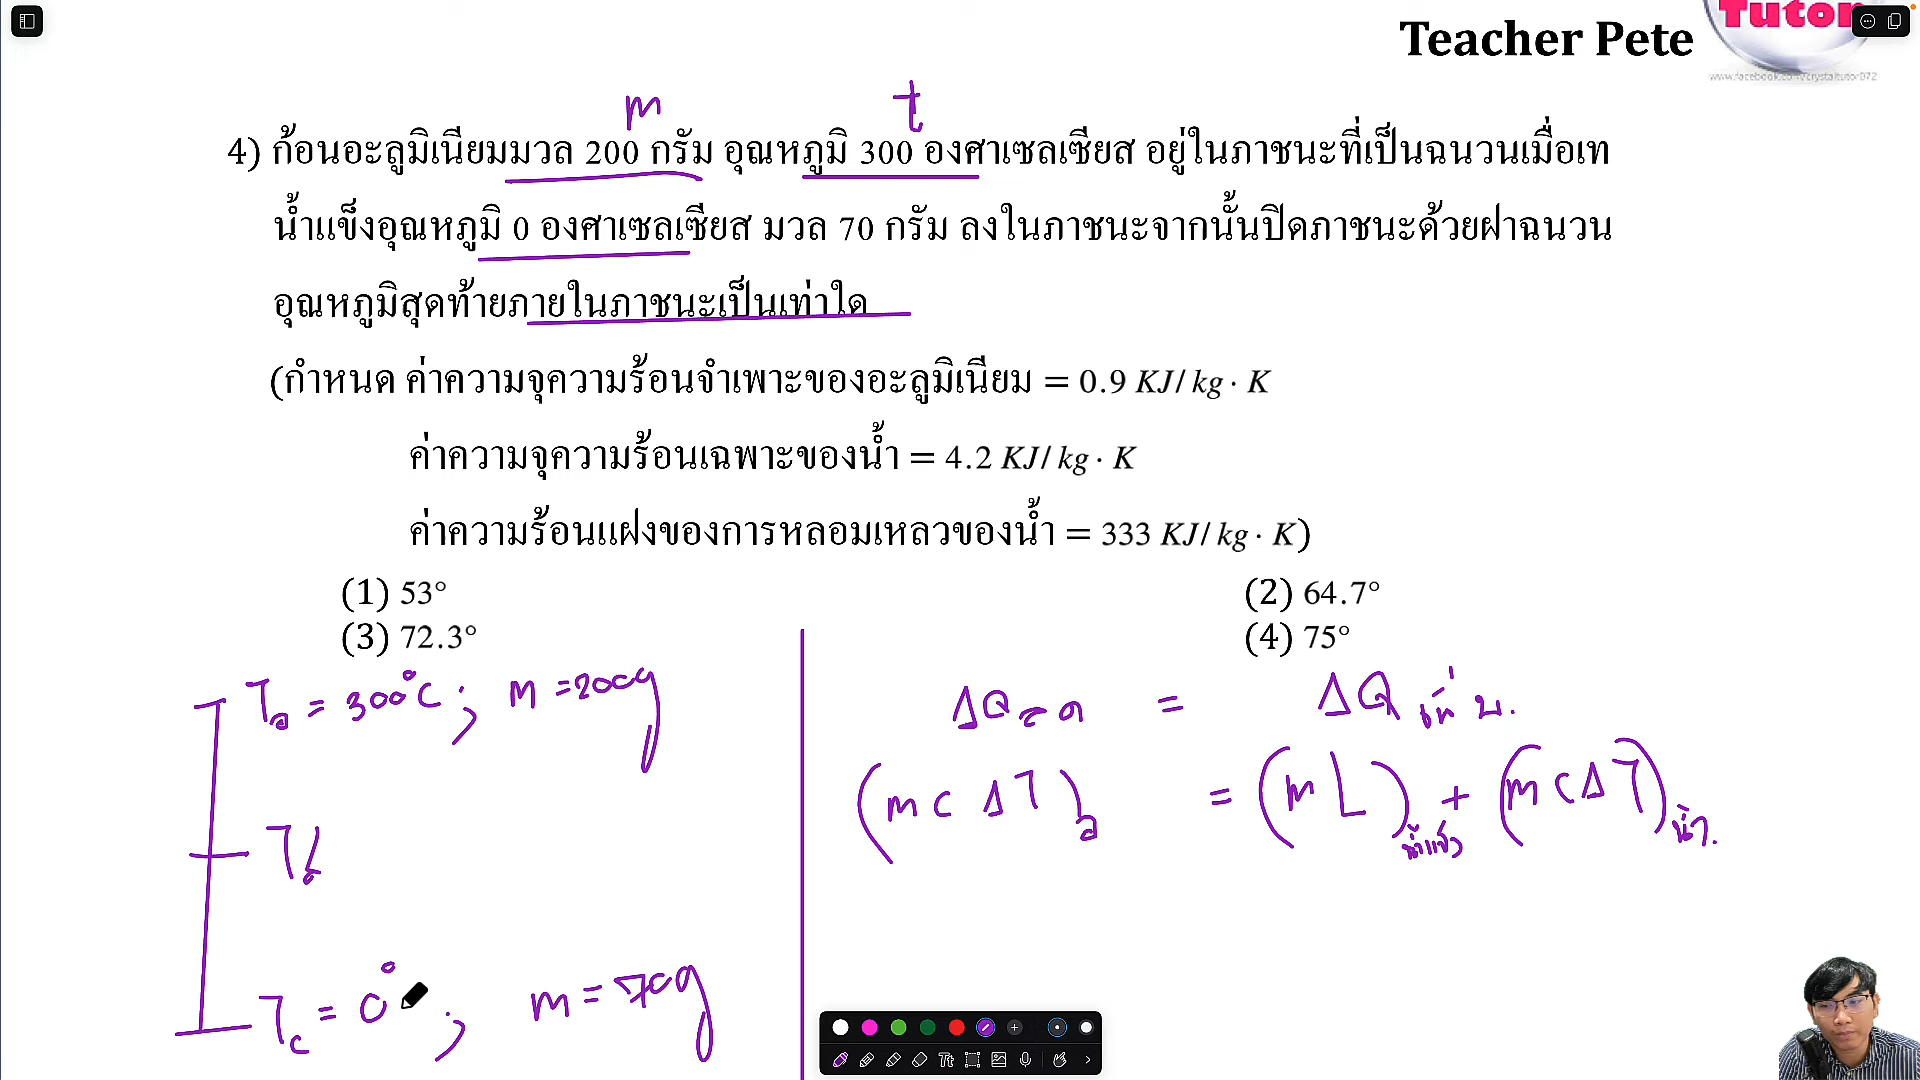 Tutor
Teacher Pete
www.facebook.com/crystaltutor072
m t
4) ก้อนอะลูมิเนียมมวล 200 กรัม อุณหภูมิ 300 องศาเซลเซียส อยู่ในภาชนะที่เป็นฉนวนเมื่อเท
น้ำแข็งอุณหภูมิ 0 องศาเซลเซียส มวล 70 กรัม ลงในภาชนะจากนั้นปิดภาชนะด้วยฝาฉนวน
อุณหภูมิสุดท้ายภายในภาชนะเป็นเท่าใด
(กำหนด ค่าความจุความร้อนจำเพาะของอะลูมิเนียม = 0.9 KJ/kg · K
ค่าความจุความร้อนเฉพาะของน้ำ = 4.2 KJ/kg · K
ค่าความร้อนแฝงของการหลอมเหลวของน้ำ = 333 KJ/kg · K)
(1) 53° (2) 64.7°
(3) 72.3° (4) 75°
= 300°C ; m = 200g
ΔQ = ΔQ
(mcΔT) = (mL)น้ำแข็ง + (mcΔT)น้ำ
Tc = 0° ; m = 70g
Tt